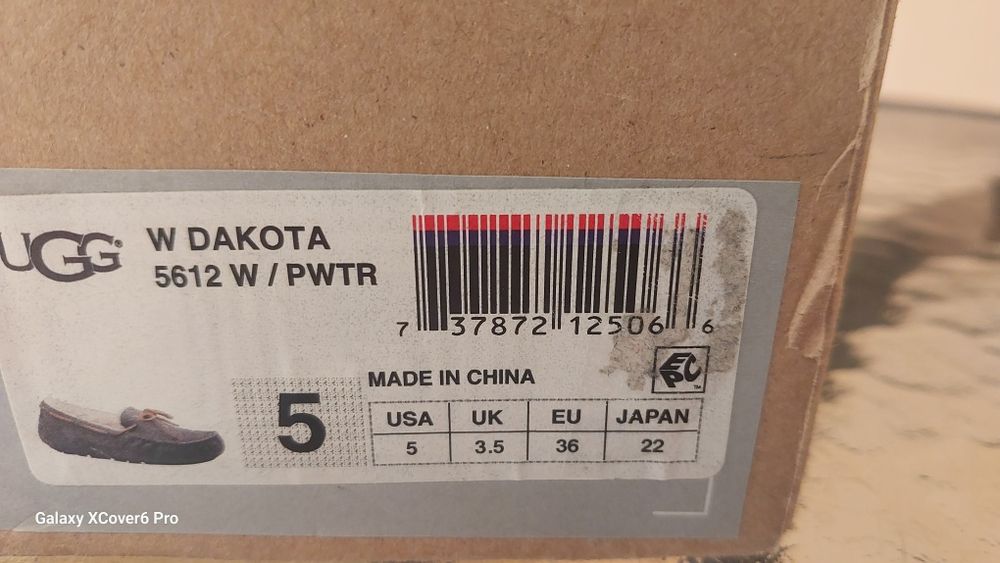 UGG®
W DAKOTA
5612 W / PWTR
7 37872 12506 6
EPC™
MADE IN CHINA
5
USA UK EU JAPAN
5 3.5 36 22
Galaxy XCover6 Pro